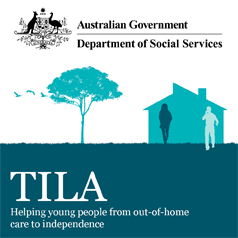 Australian Government
Department of Social Services
TILA
Helping young people from out-of-home
care to independence